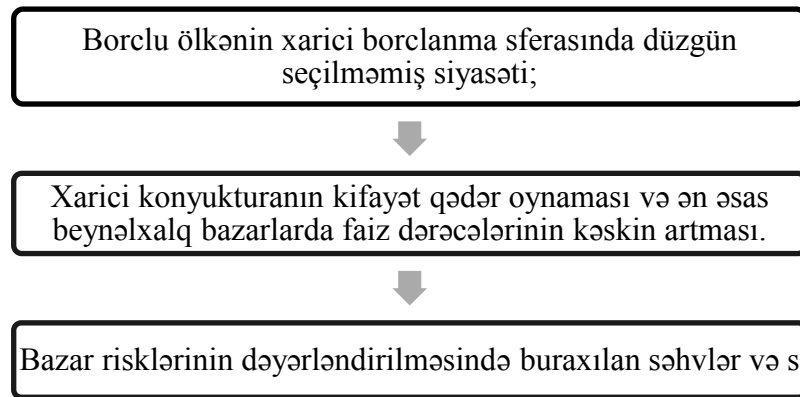 Borclu ölkənin xarici borclanma sferasında düzgün
seçilməmiş siyasəti;
Xarici konyukturanın kifayət qədər oynaması və ən əsas
beynəlxalq bazarlarda faiz dərəcələrinin kəskin artması.
Bazar risklərinin dəyərləndirilməsində buraxılan səhvlər və s